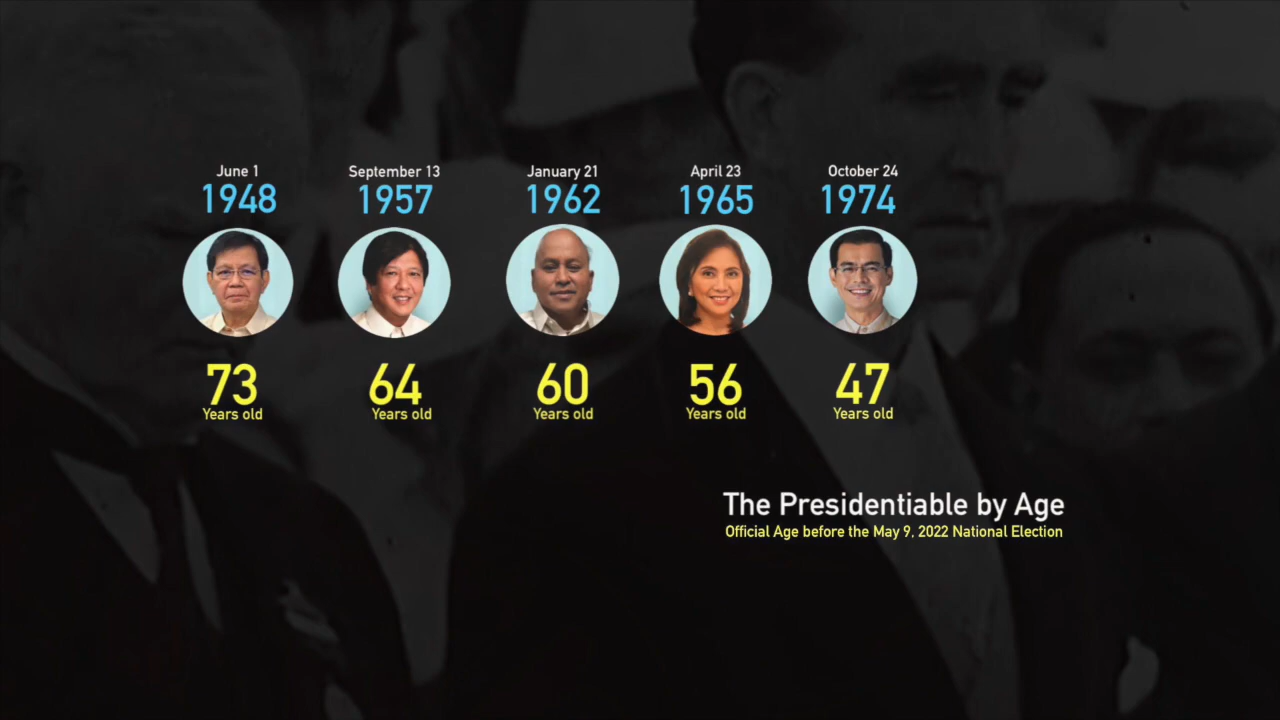 June 1
1948
September 13
1957
January 21
1962
April 23
1965
October 24
1974
73
Years old
64
Years old
60
Years old
56
Years old
47
Years old
The Presidentiable by Age
Official Age before the May 9, 2022 National Election